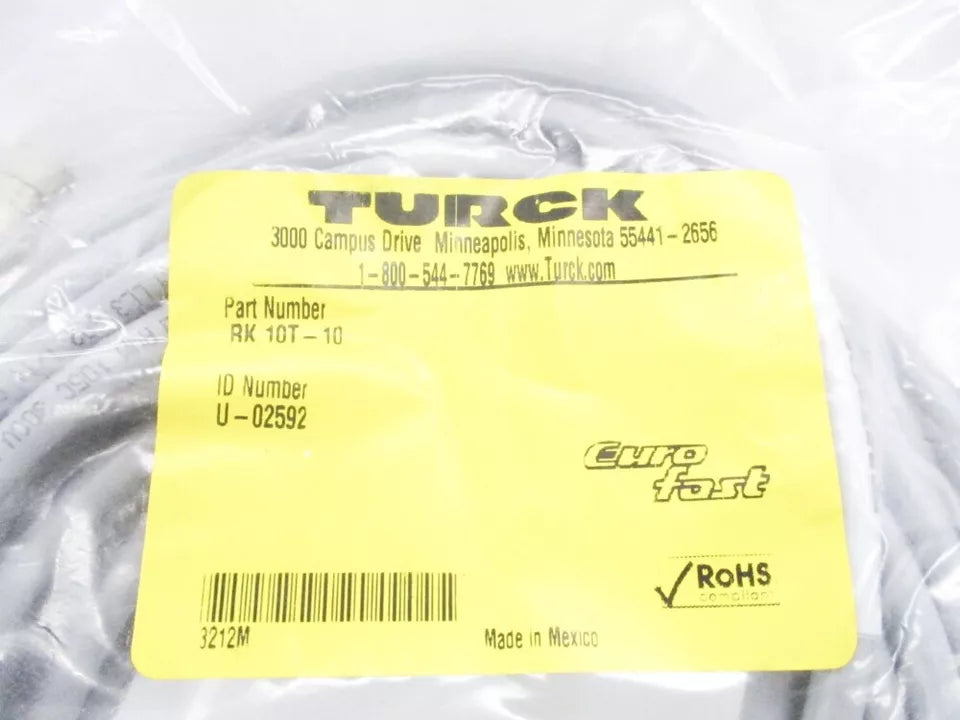 TURCK
3000 Campus Drive Minneapolis, Minnesota 55441-2656
1-800-544-7769 www.Turck.com
Part Number
RK 10T-10
ID Number
U-02592
Euro
fast
RoHS
compliant
3212M
Made in Mexico
105C